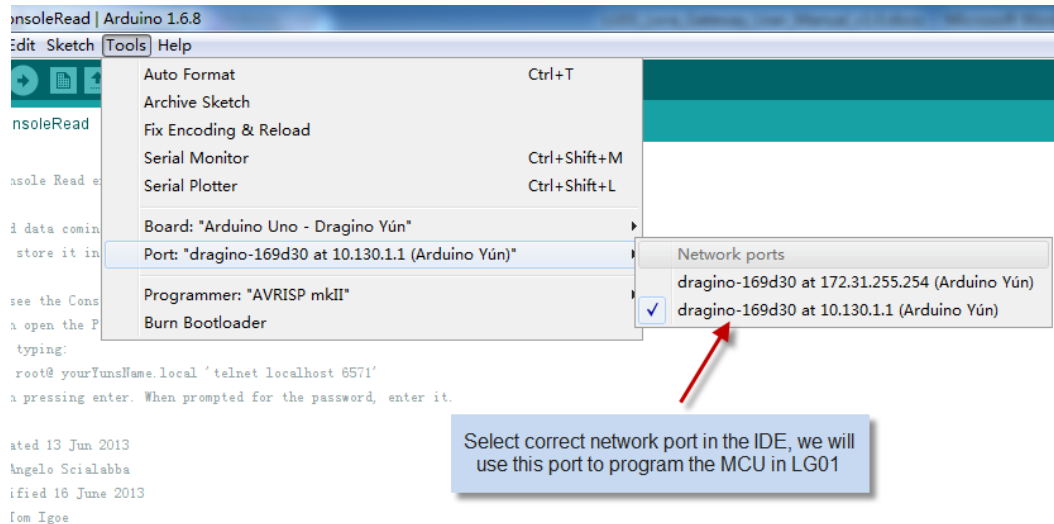 onsoleRead | Arduino 1.6.8
Edit Sketch Tools Help
Auto Format Ctrl+T
Archive Sketch
Fix Encoding & Reload
Serial Monitor Ctrl+Shift+M
Serial Plotter Ctrl+Shift+L
Board: "Arduino Uno - Dragino Yún"
Port: "dragino-169d30 at 10.130.1.1 (Arduino Yún)"
Programmer: "AVRISP mkII"
Burn Bootloader
Network ports
dragino-169d30 at 172.31.255.254 (Arduino Yún)
dragino-169d30 at 10.130.1.1 (Arduino Yún)
nsoleRead
nsole Read e
d data comin
store it in
see the Cons
n open the P
typing:
root@ yourYunsName.local 'telnet localhost 6571'
n pressing enter. When prompted for the password, enter it.
ated 13 Jun 2013
Angelo Scialabba
ified 16 June 2013
Tom Igoe
Select correct network port in the IDE, we will
use this port to program the MCU in LG01